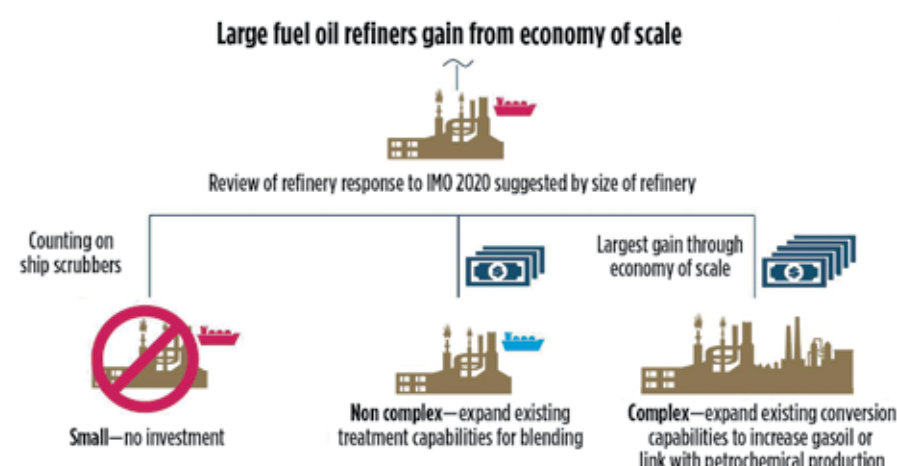 Large fuel oil refiners gain from economy of scale
Review of refinery response to IMO 2020 suggested by size of refinery
Counting on
ship scrubbers
Largest gain through
economy of scale
Small—no investment
Non complex—expand existing
treatment capabilities for blending
Complex—expand existing conversion
capabilities to increase gasoil or
link with petrochemical production